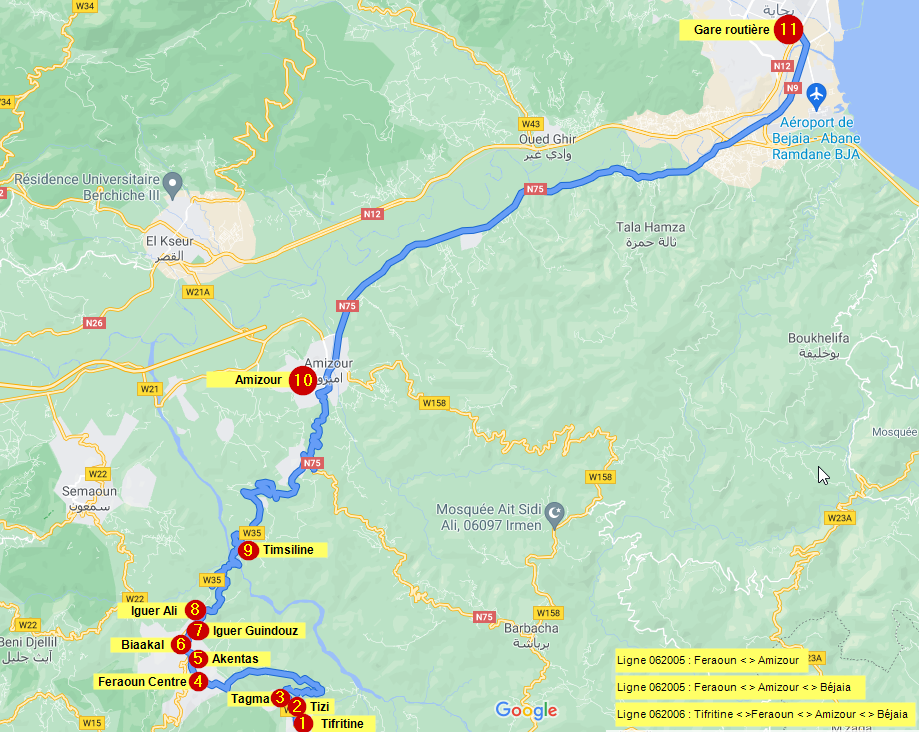 W34
بجاية
Gare routière 11
N12
N9
W34
W43
Oued Ghir
وادي غير
Aéroport de
Bejaia - Abane
Ramdane BJA
Résidence Universitaire
Berchiche III
2
N75
N12
Tala Hamza
تالة حمزة
El Kseur
القصر
W21A
N75
N26
Boukhelifa
بوخليفة
Amizour
Amizour 10
W21
W158
Mosquée
N75
W22
W158
Semaoun
سمعون
Mosquée Ait Sidi
Ali, 06097 Irmen
W23A
W35
9 Timsiline
W35
W22
Iguer Ali 8
W22
7 Iguer Guindouz
N75
W158
Barbacha
برباشة
Beni Djellil
آيت جليل
Biaakal 6
5 Akentas
Ligne 062005 : Feraoun < > Amizour
23A
Feraoun Centre 4
Ligne 062005 : Feraoun < > Amizour < > Béjaia
Tagma 3
2 Tizi
Google
Ligne 062006 : Tifritine < >Feraoun < > Amizour < > Béjaia
W15
1 Tifritine